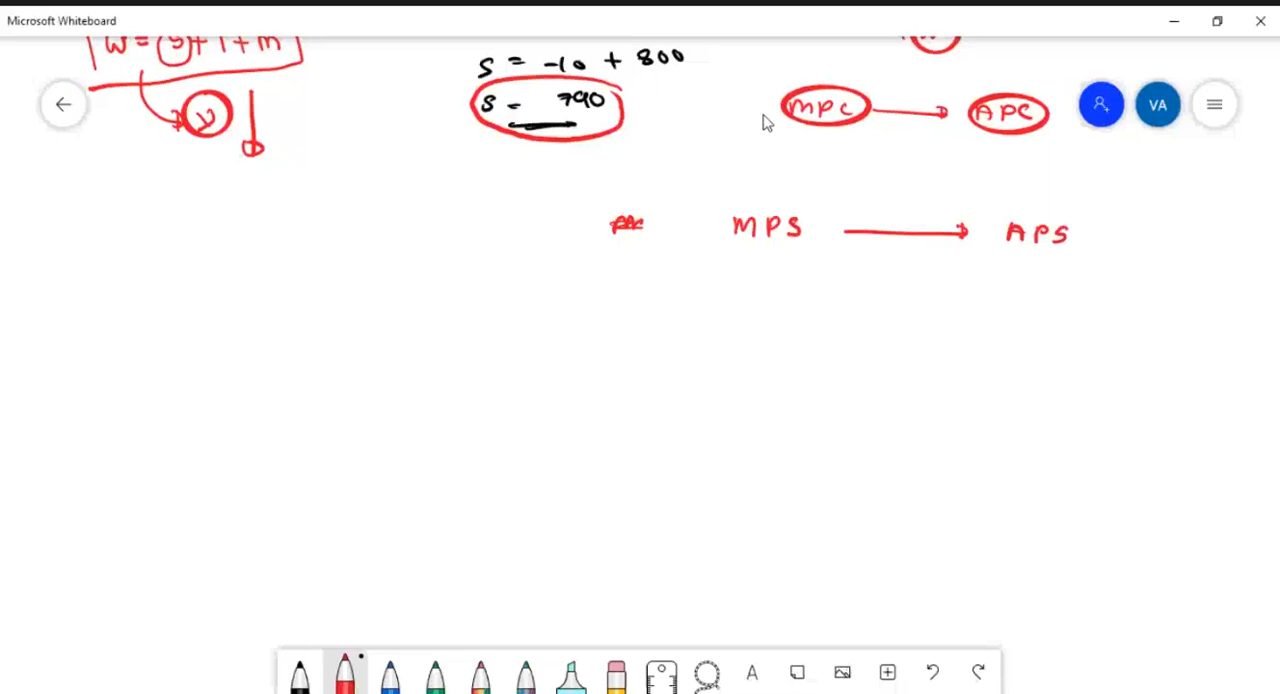 Microsoft Whiteboard
S = -10 + 800
S = 790
MPC → APC
VA
MPS → APS
A